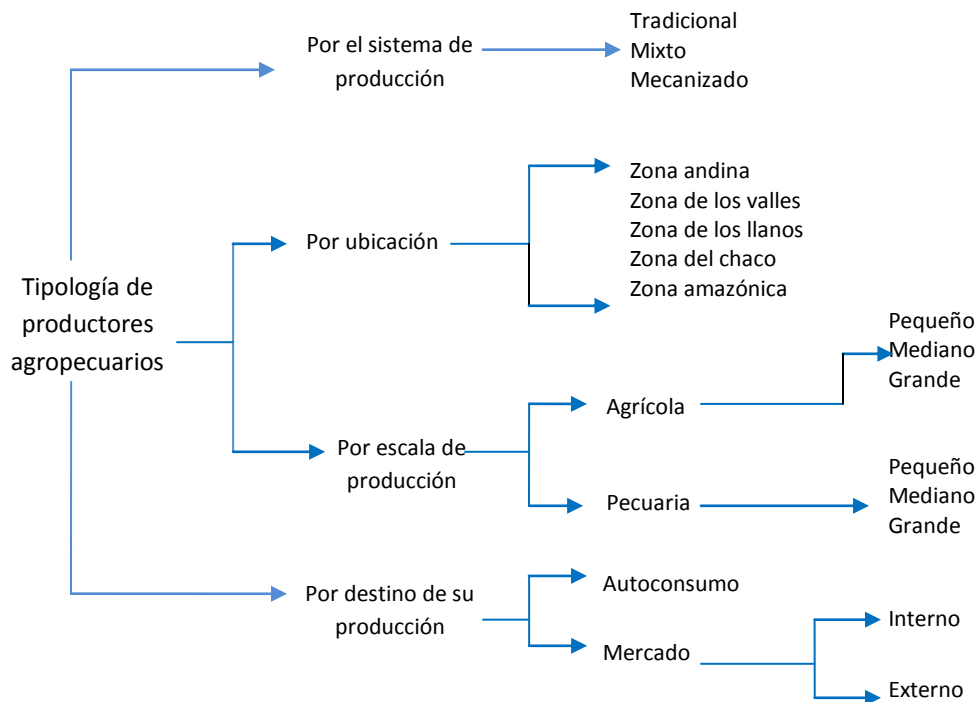 Tipología de
productores
agropecuarios
Por el sistema de
producción
Tradicional
Mixto
Mecanizado
Por ubicación
Zona andina
Zona de los valles
Zona de los llanos
Zona del chaco
Zona amazónica
Por escala de
producción
Agrícola
Pequeño
Mediano
Grande
Pecuaria
Pequeño
Mediano
Grande
Por destino de su
producción
Autoconsumo
Mercado
Interno
Externo